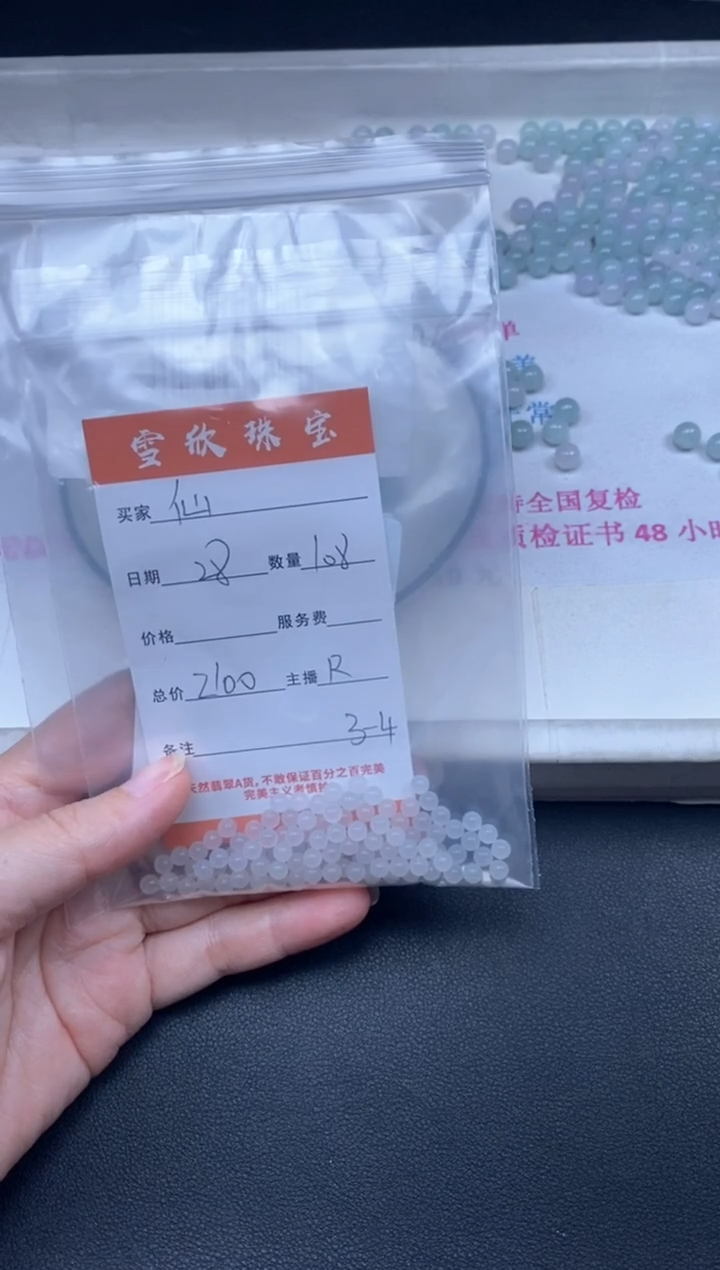 雪欣珠宝
买家 仙
日期 28 数量 108
价格 服务费
总价 2100 主播 R
备注 3-4
天然翡翠A货,不敢保证百分之百完美
完美主义者慎拍
单
美
常
持全国复检
质检证书 48 小时